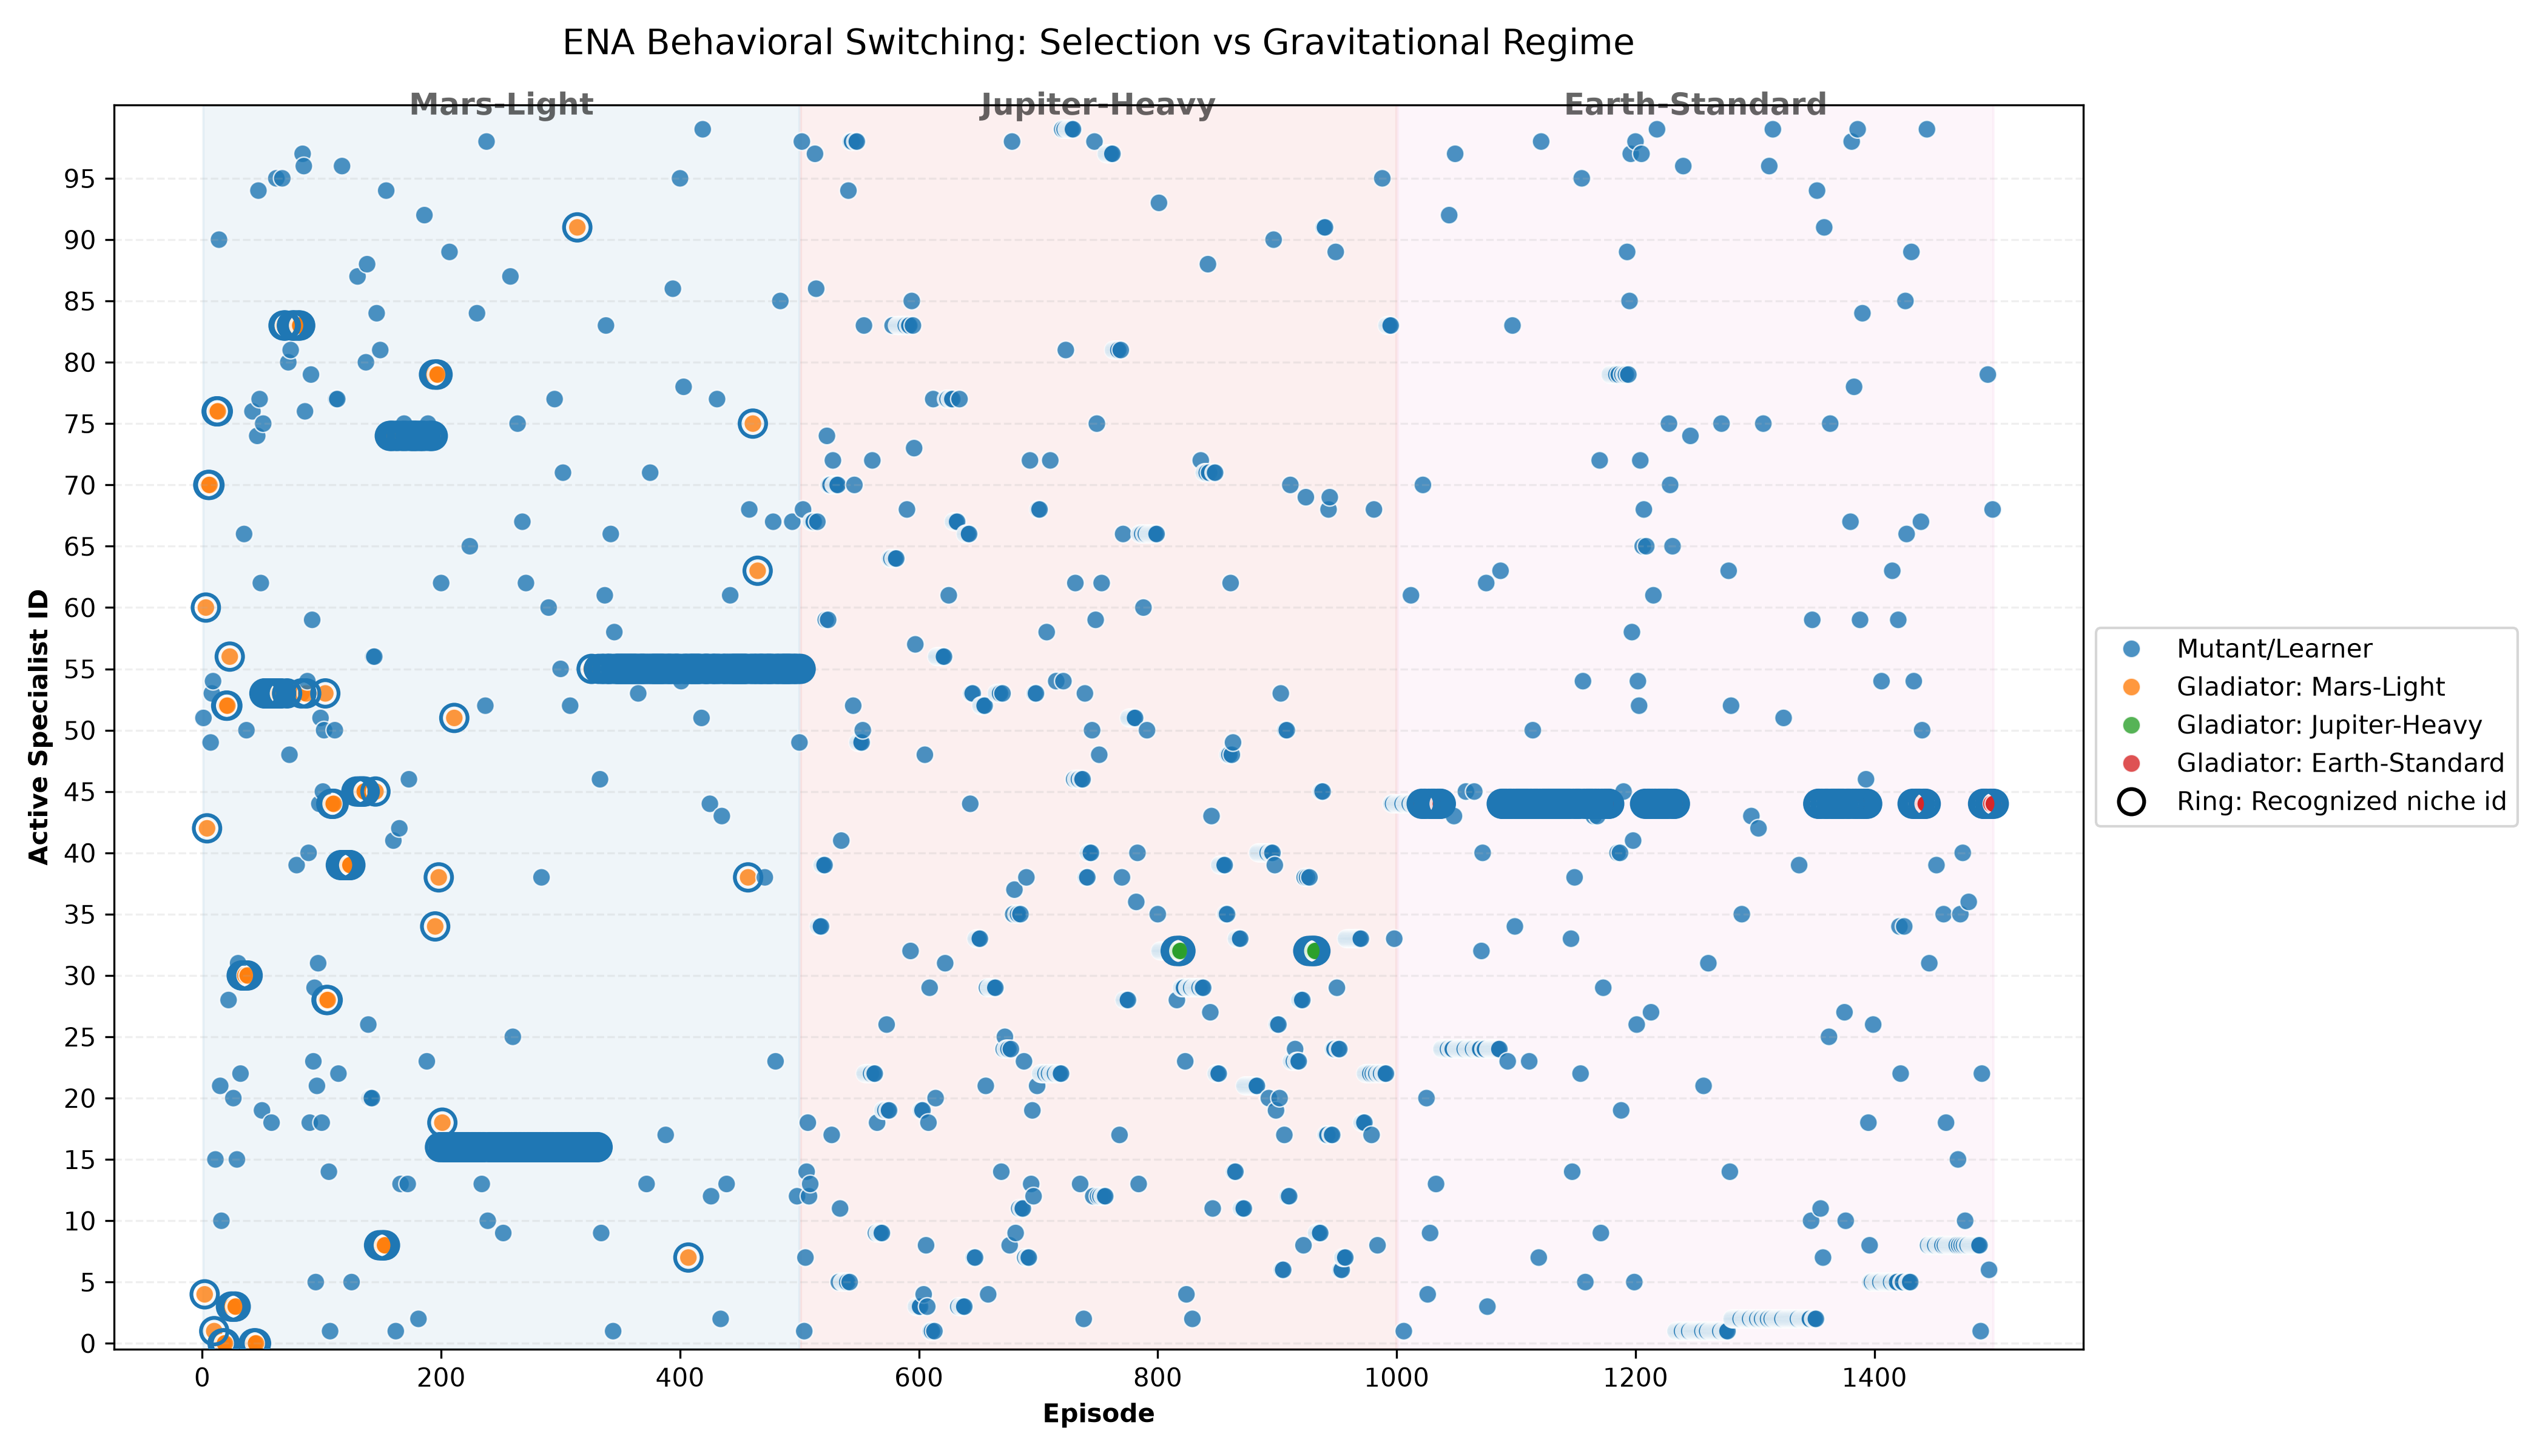 ENA Behavioral Switching: Selection vs Gravitational Regime
Mars-Light
Jupiter-Heavy
Earth-Standard
Active Specialist ID
95
90
85
80
75
70
65
60
55
50
45
40
35
30
25
20
15
10
5
0
0
200
400
600
800
1000
1200
1400
Episode
Mutant/Learner
Gladiator: Mars-Light
Gladiator: Jupiter-Heavy
Gladiator: Earth-Standard
Ring: Recognized niche id